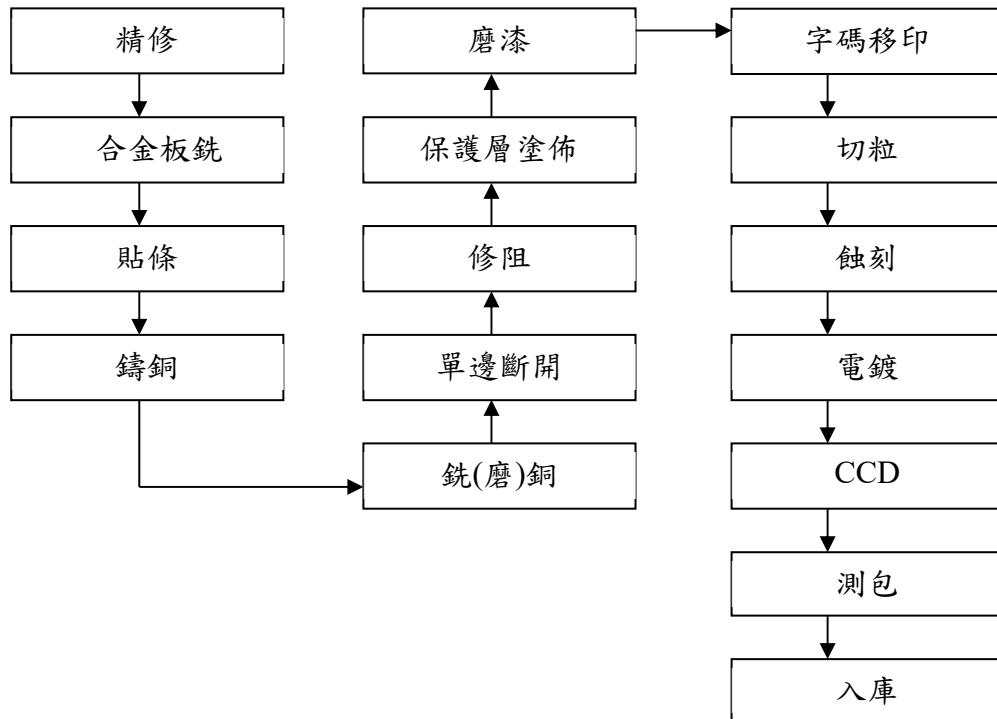 精修
合金板銑
貼條
鑄銅
銑(磨)銅
單邊斷開
修阻
保護層塗佈
磨漆
字碼移印
切粒
蝕刻
電鍍
CCD
測包
入庫